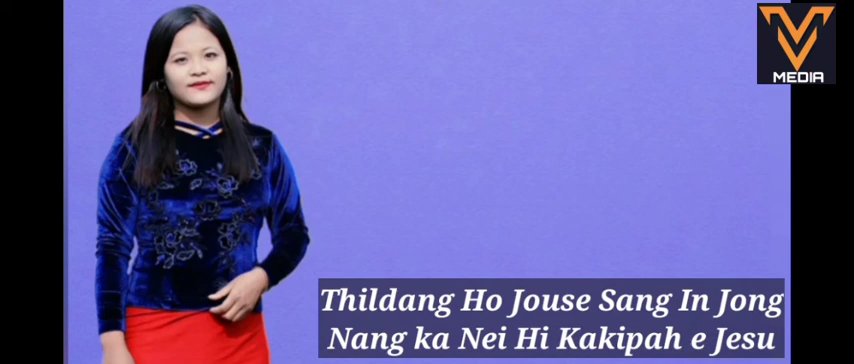 MEDIA
Thildang Ho Jouse Sang In Jong
Nang ka Nei Hi Kakipah e Jesu